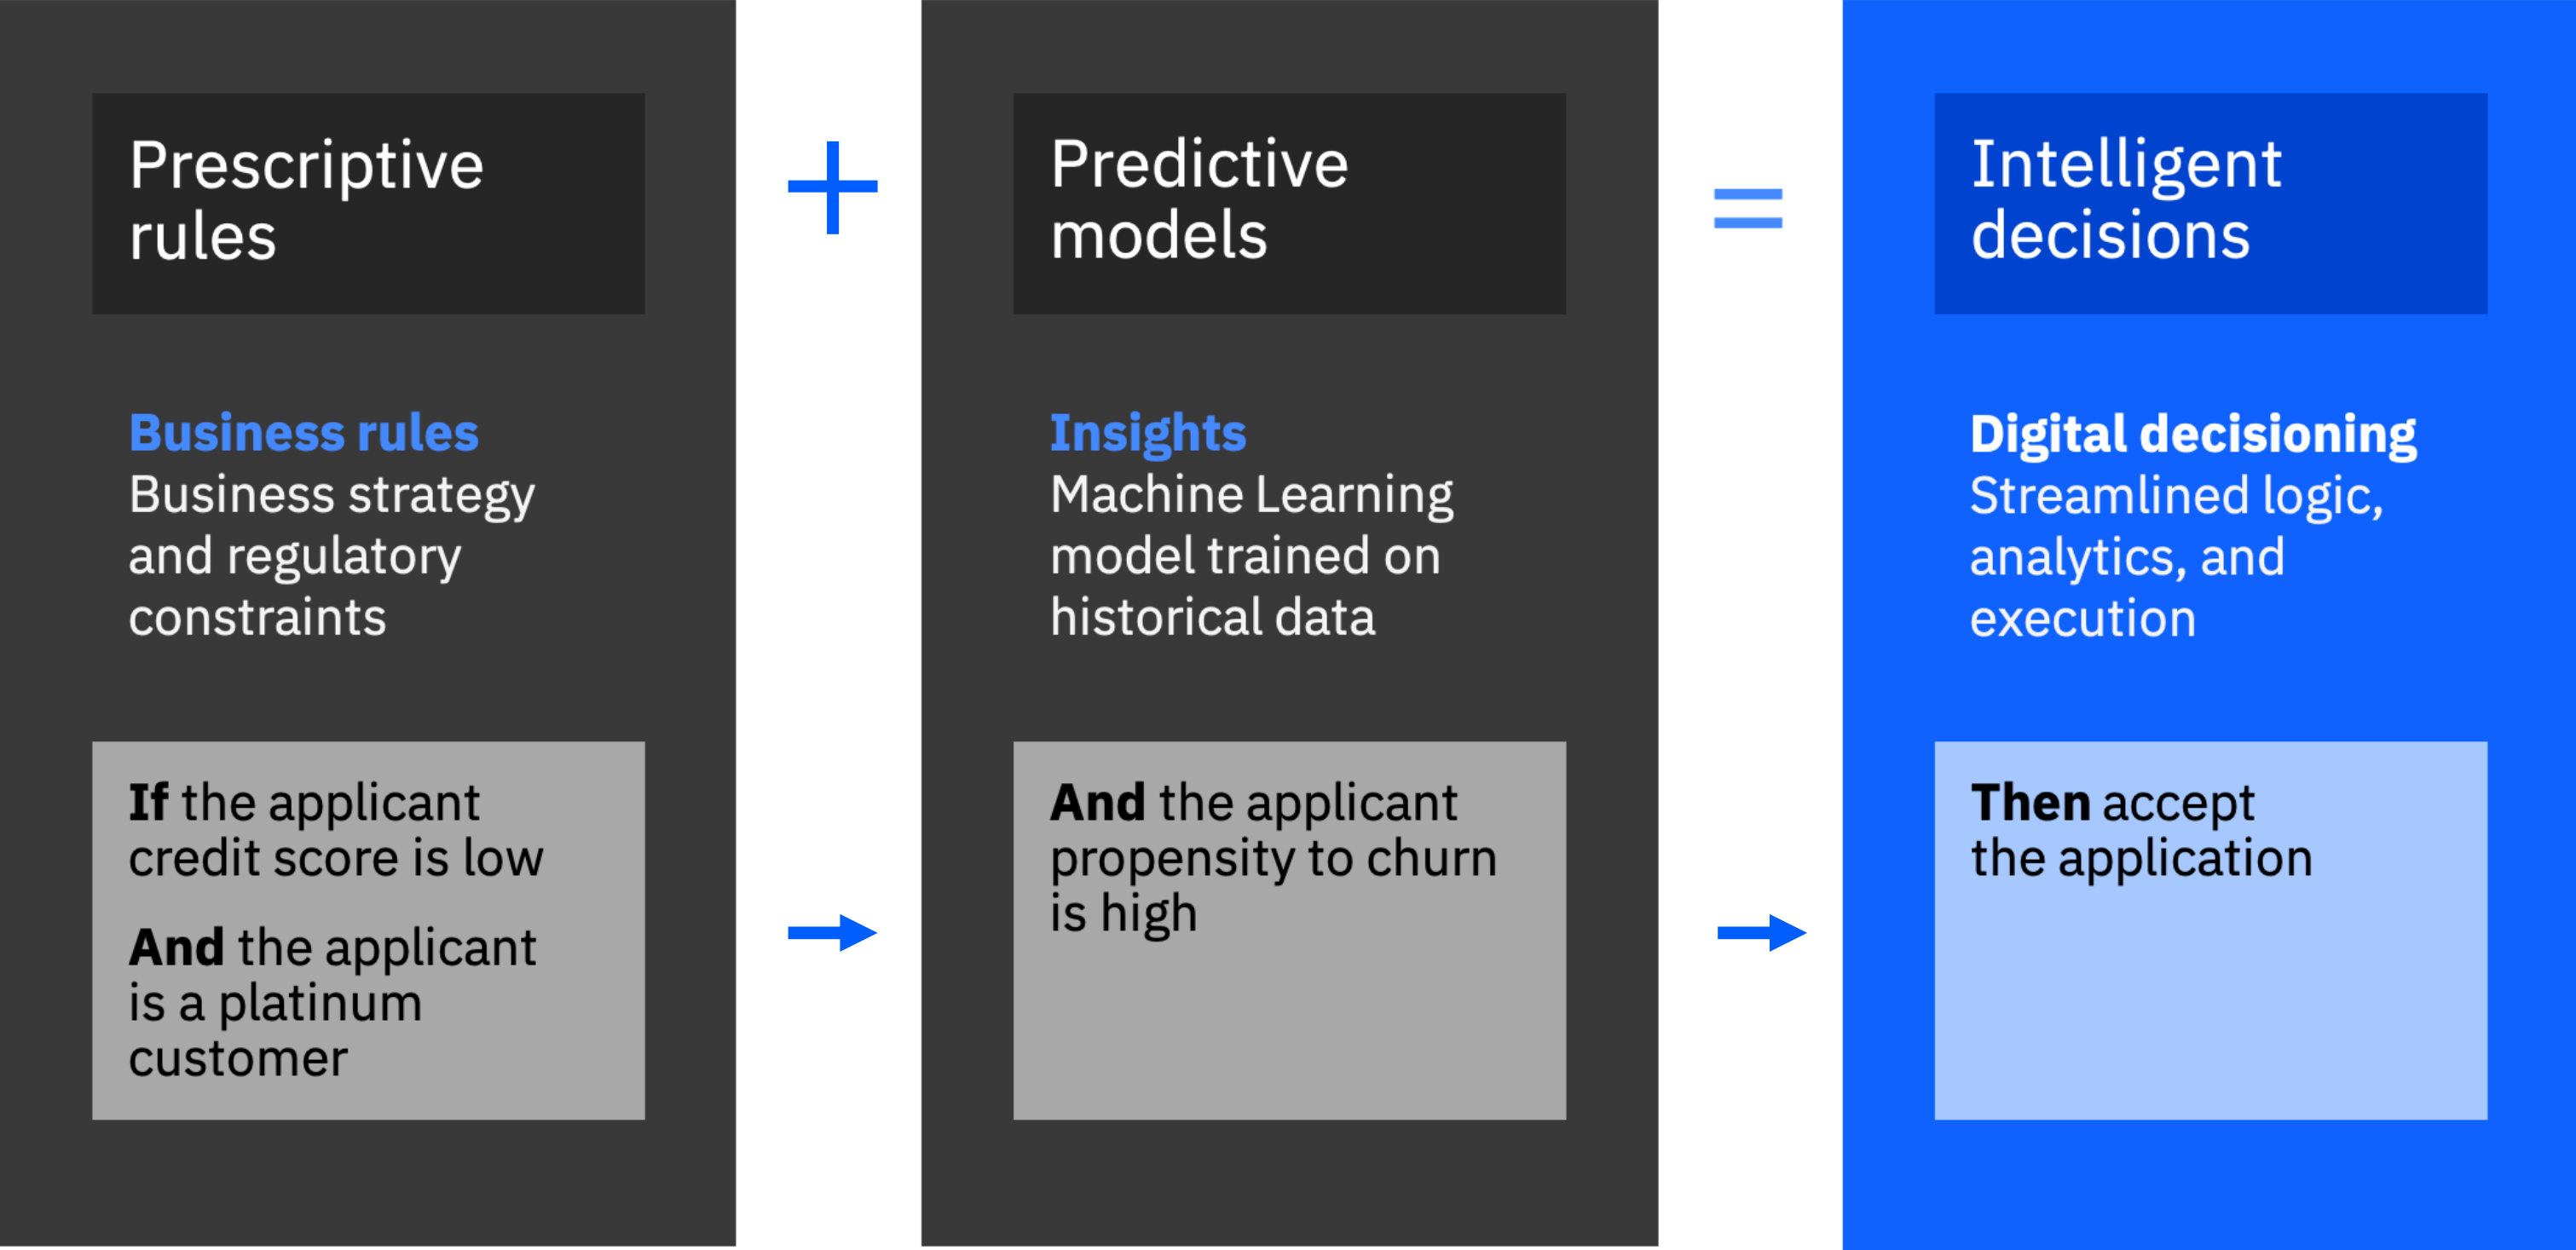 Prescriptive
rules
+
Predictive
models
=
Intelligent
decisions
Business rules
Business strategy
and regulatory
constraints
Insights
Machine Learning
model trained on
historical data
Digital decisioning
Streamlined logic,
analytics, and
execution
If the applicant
credit score is low
And the applicant
is a platinum
customer
And the applicant
propensity to churn
is high
Then accept
the application